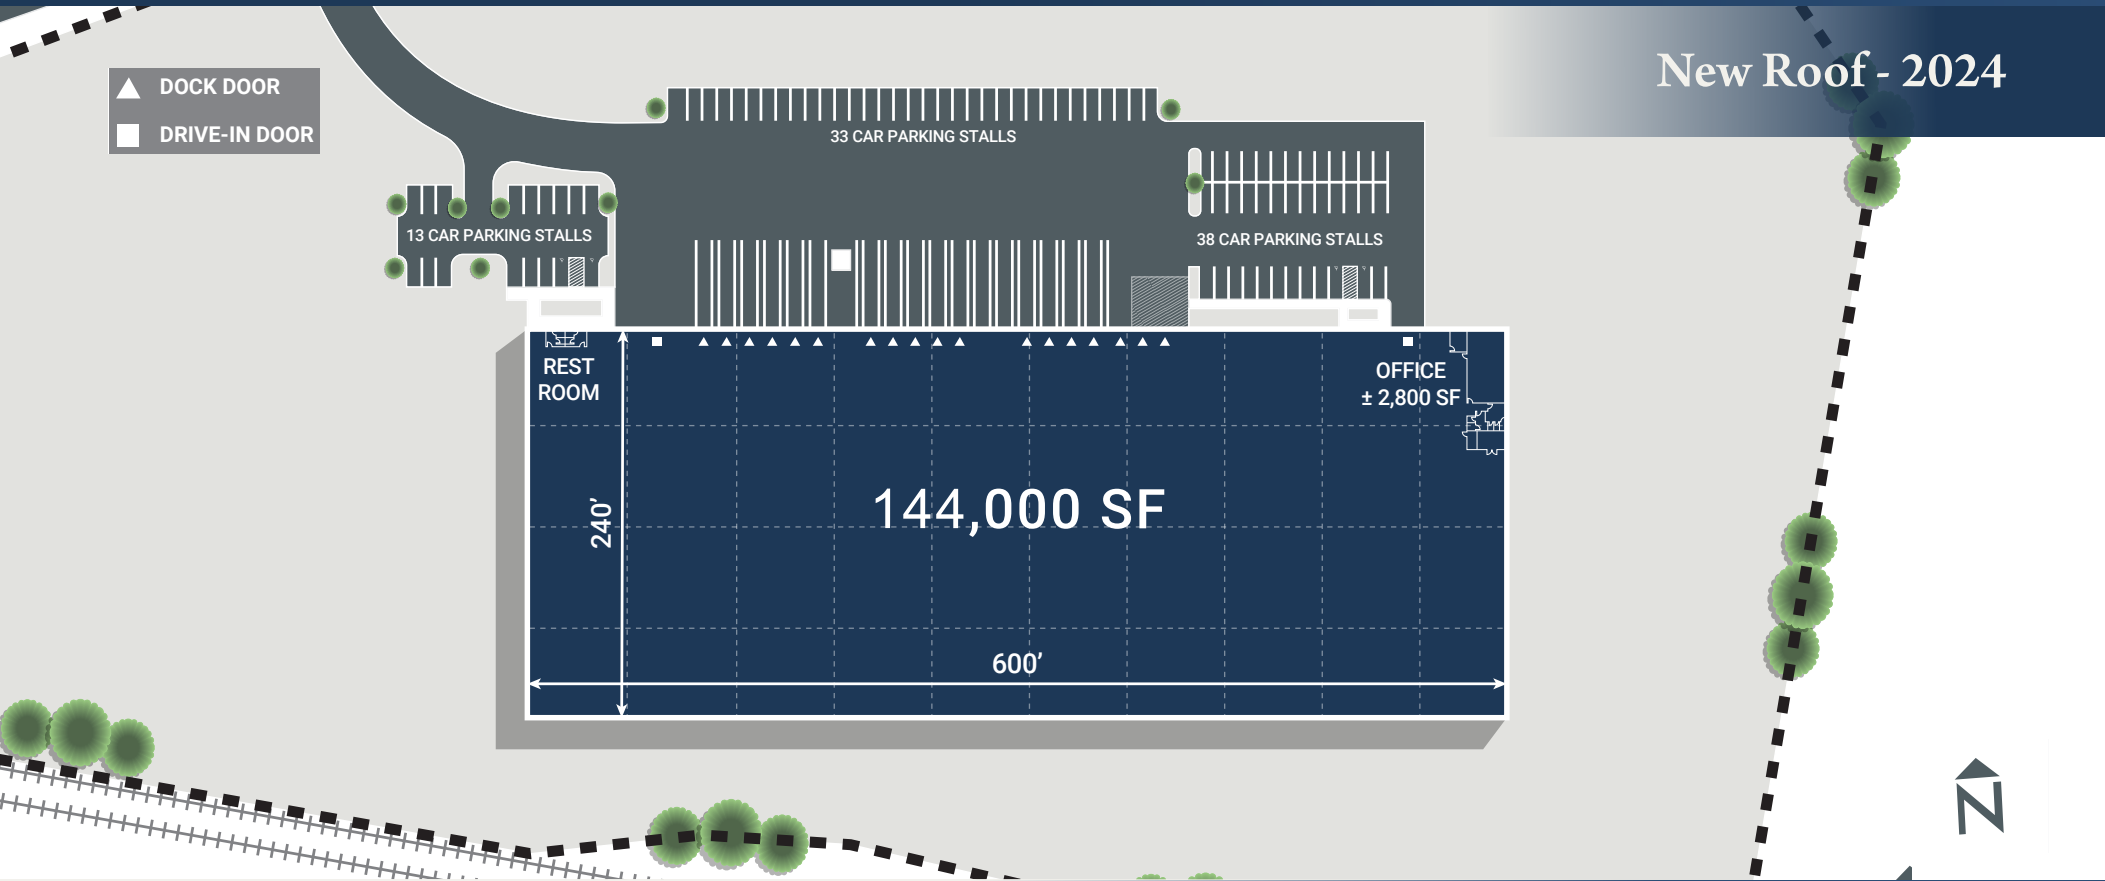 New Roof - 2024
DOCK DOOR
DRIVE-IN DOOR
33 CAR PARKING STALLS
13 CAR PARKING STALLS
38 CAR PARKING STALLS
REST
ROOM
OFFICE
± 2,800 SF
144,000 SF
240’
600’
N